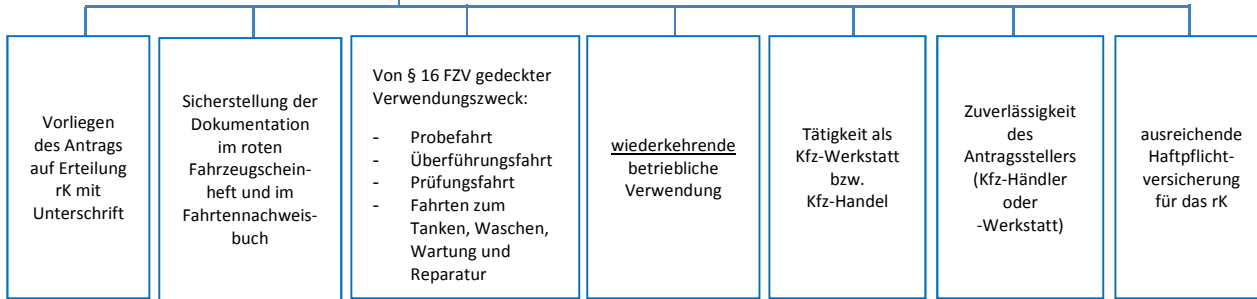 Vorliegen
des Antrags
auf Erteilung
rK mit
Unterschrift
Sicherstellung der
Dokumentation
im roten
Fahrzeugschein-
heft und im
Fahrtennachweis-
buch
Von § 16 FZV gedeckter
Verwendungszweck:
- Probefahrt
- Überführungsfahrt
- Prüfungsfahrt
- Fahrten zum
Tanken, Waschen,
Wartung und
Reparatur
wiederkehrende
betriebliche
Verwendung
Tätigkeit als
Kfz-Werkstatt
bzw.
Kfz-Handel
Zuverlässigkeit
des
Antragsstellers
(Kfz-Händler
oder
-Werkstatt)
ausreichende
Haftpflicht-
versicherung
für das rK